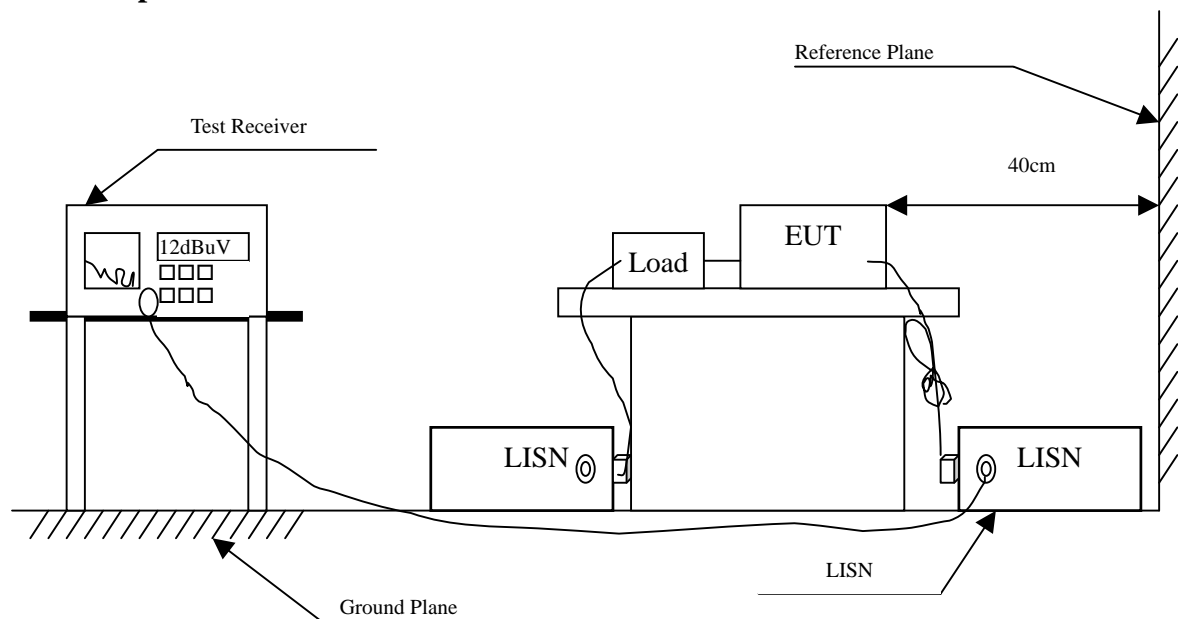 Reference Plane
Test Receiver
40cm
12dBuV
EUT
Load
LISN
LISN
LISN
Ground Plane